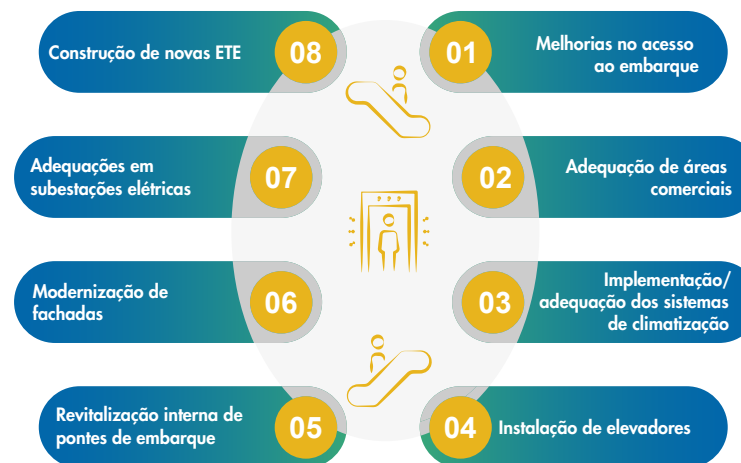 01
Melhorias no acesso
ao embarque
02
Adequação de áreas
comerciais
03
Implementação/
adequação dos sistemas
de climatização
04
Instalação de elevadores
05
Revitalização interna de
pontes de embarque
06
Modernização de
fachadas
07
Adequações em
subestações elétricas
08
Construção de novas ETE